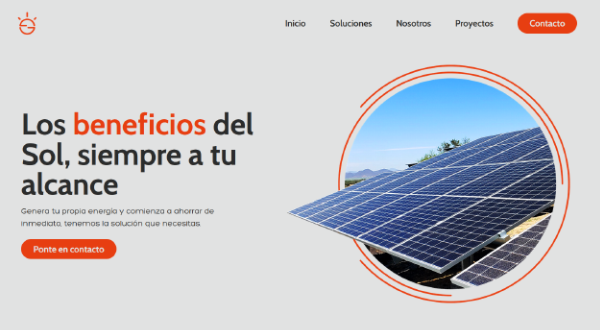 Inicio
Soluciones
Nosotros
Proyectos
Contacto
Los beneficios del
Sol, siempre a tu
alcance
Genera tu propia energía y comienza a ahorrar de
inmediato, tenemos la solución que necesitas.
Ponte en contacto